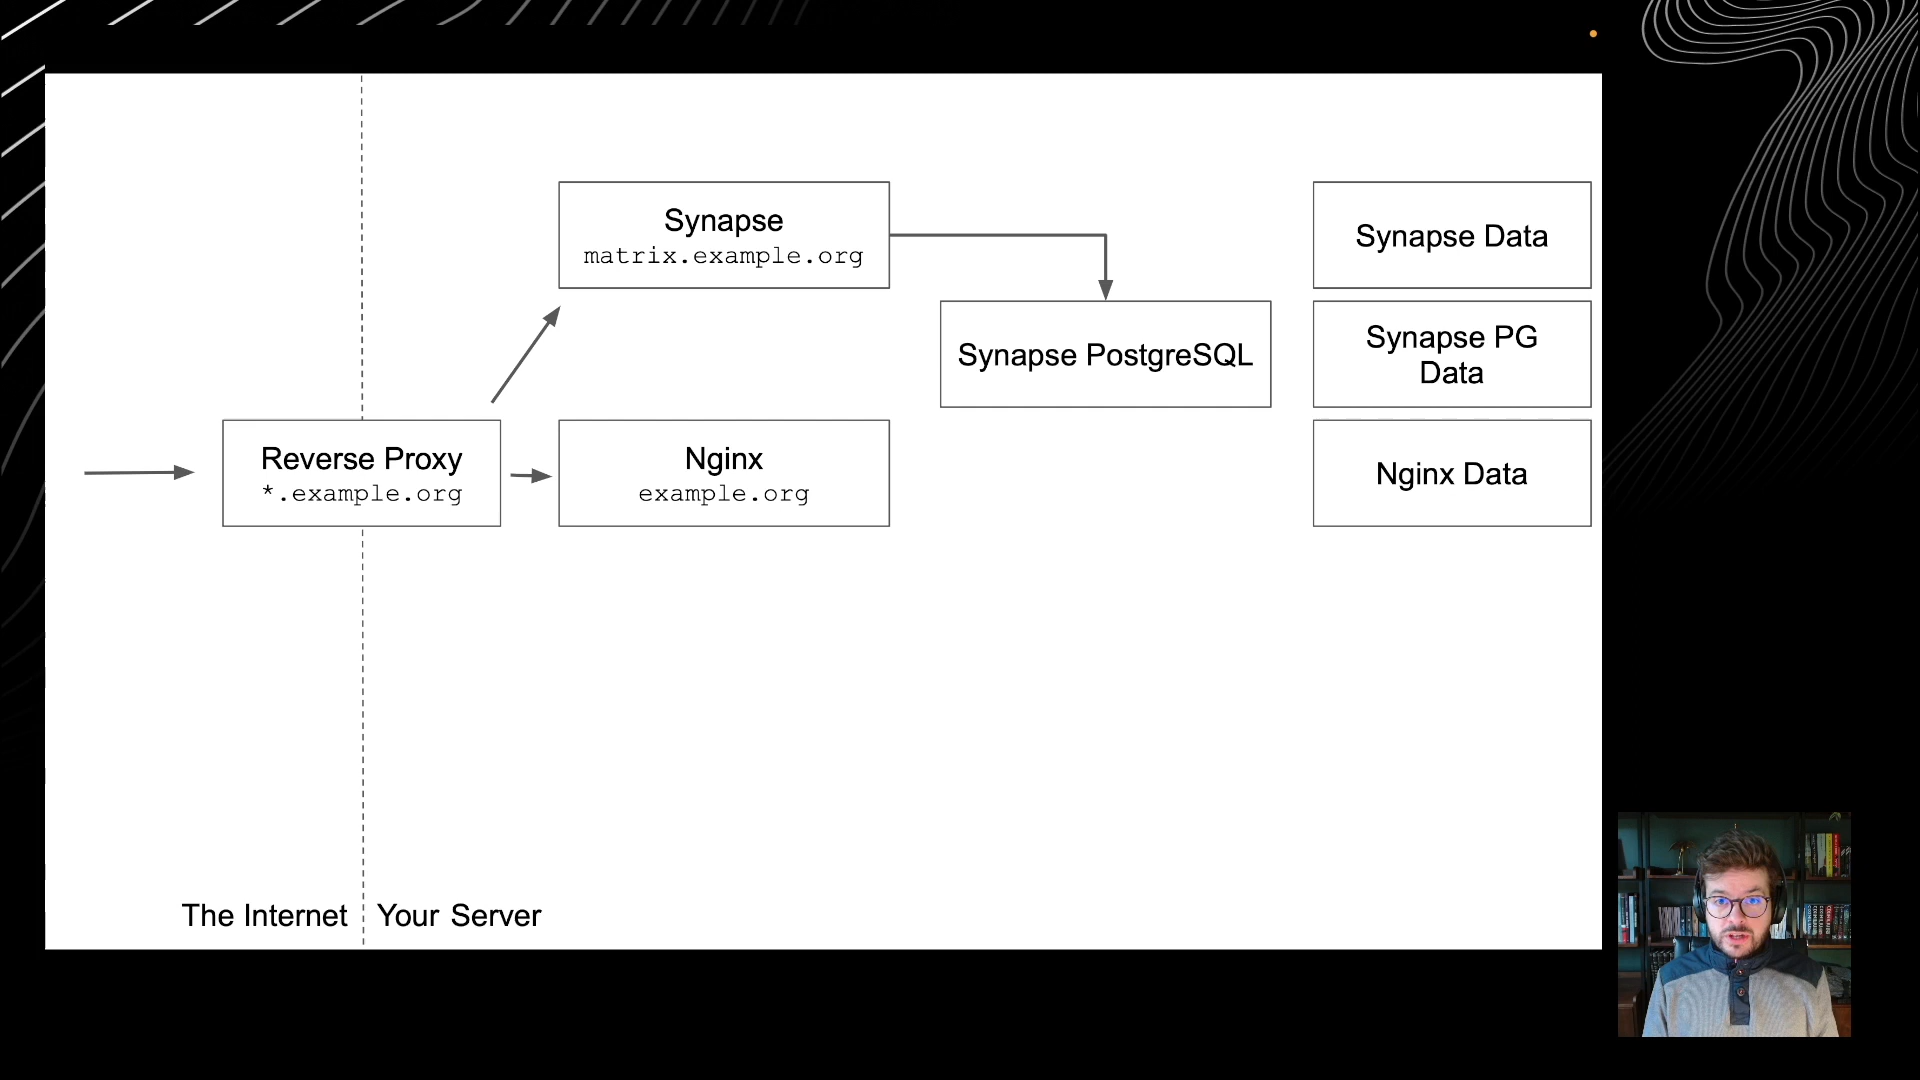 Synapse
matrix.example.org
Synapse Data
Synapse PostgreSQL
Synapse PG
Data
Reverse Proxy
*.example.org
Nginx
example.org
Nginx Data
The Internet
Your Server